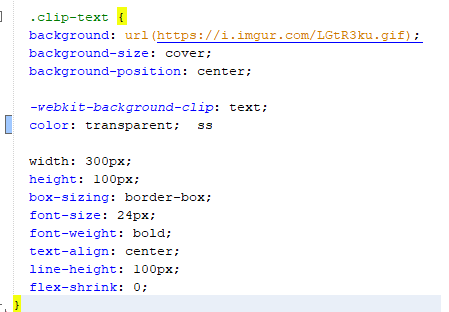 .clip-text {
background: url(https://i.imgur.com/LGtR3ku.gif);
background-size: cover;
background-position: center;
-webkit-background-clip: text;
color: transparent;  ss
width: 300px;
height: 100px;
box-sizing: border-box;
font-size: 24px;
font-weight: bold;
text-align: center;
line-height: 100px;
flex-shrink: 0;
}